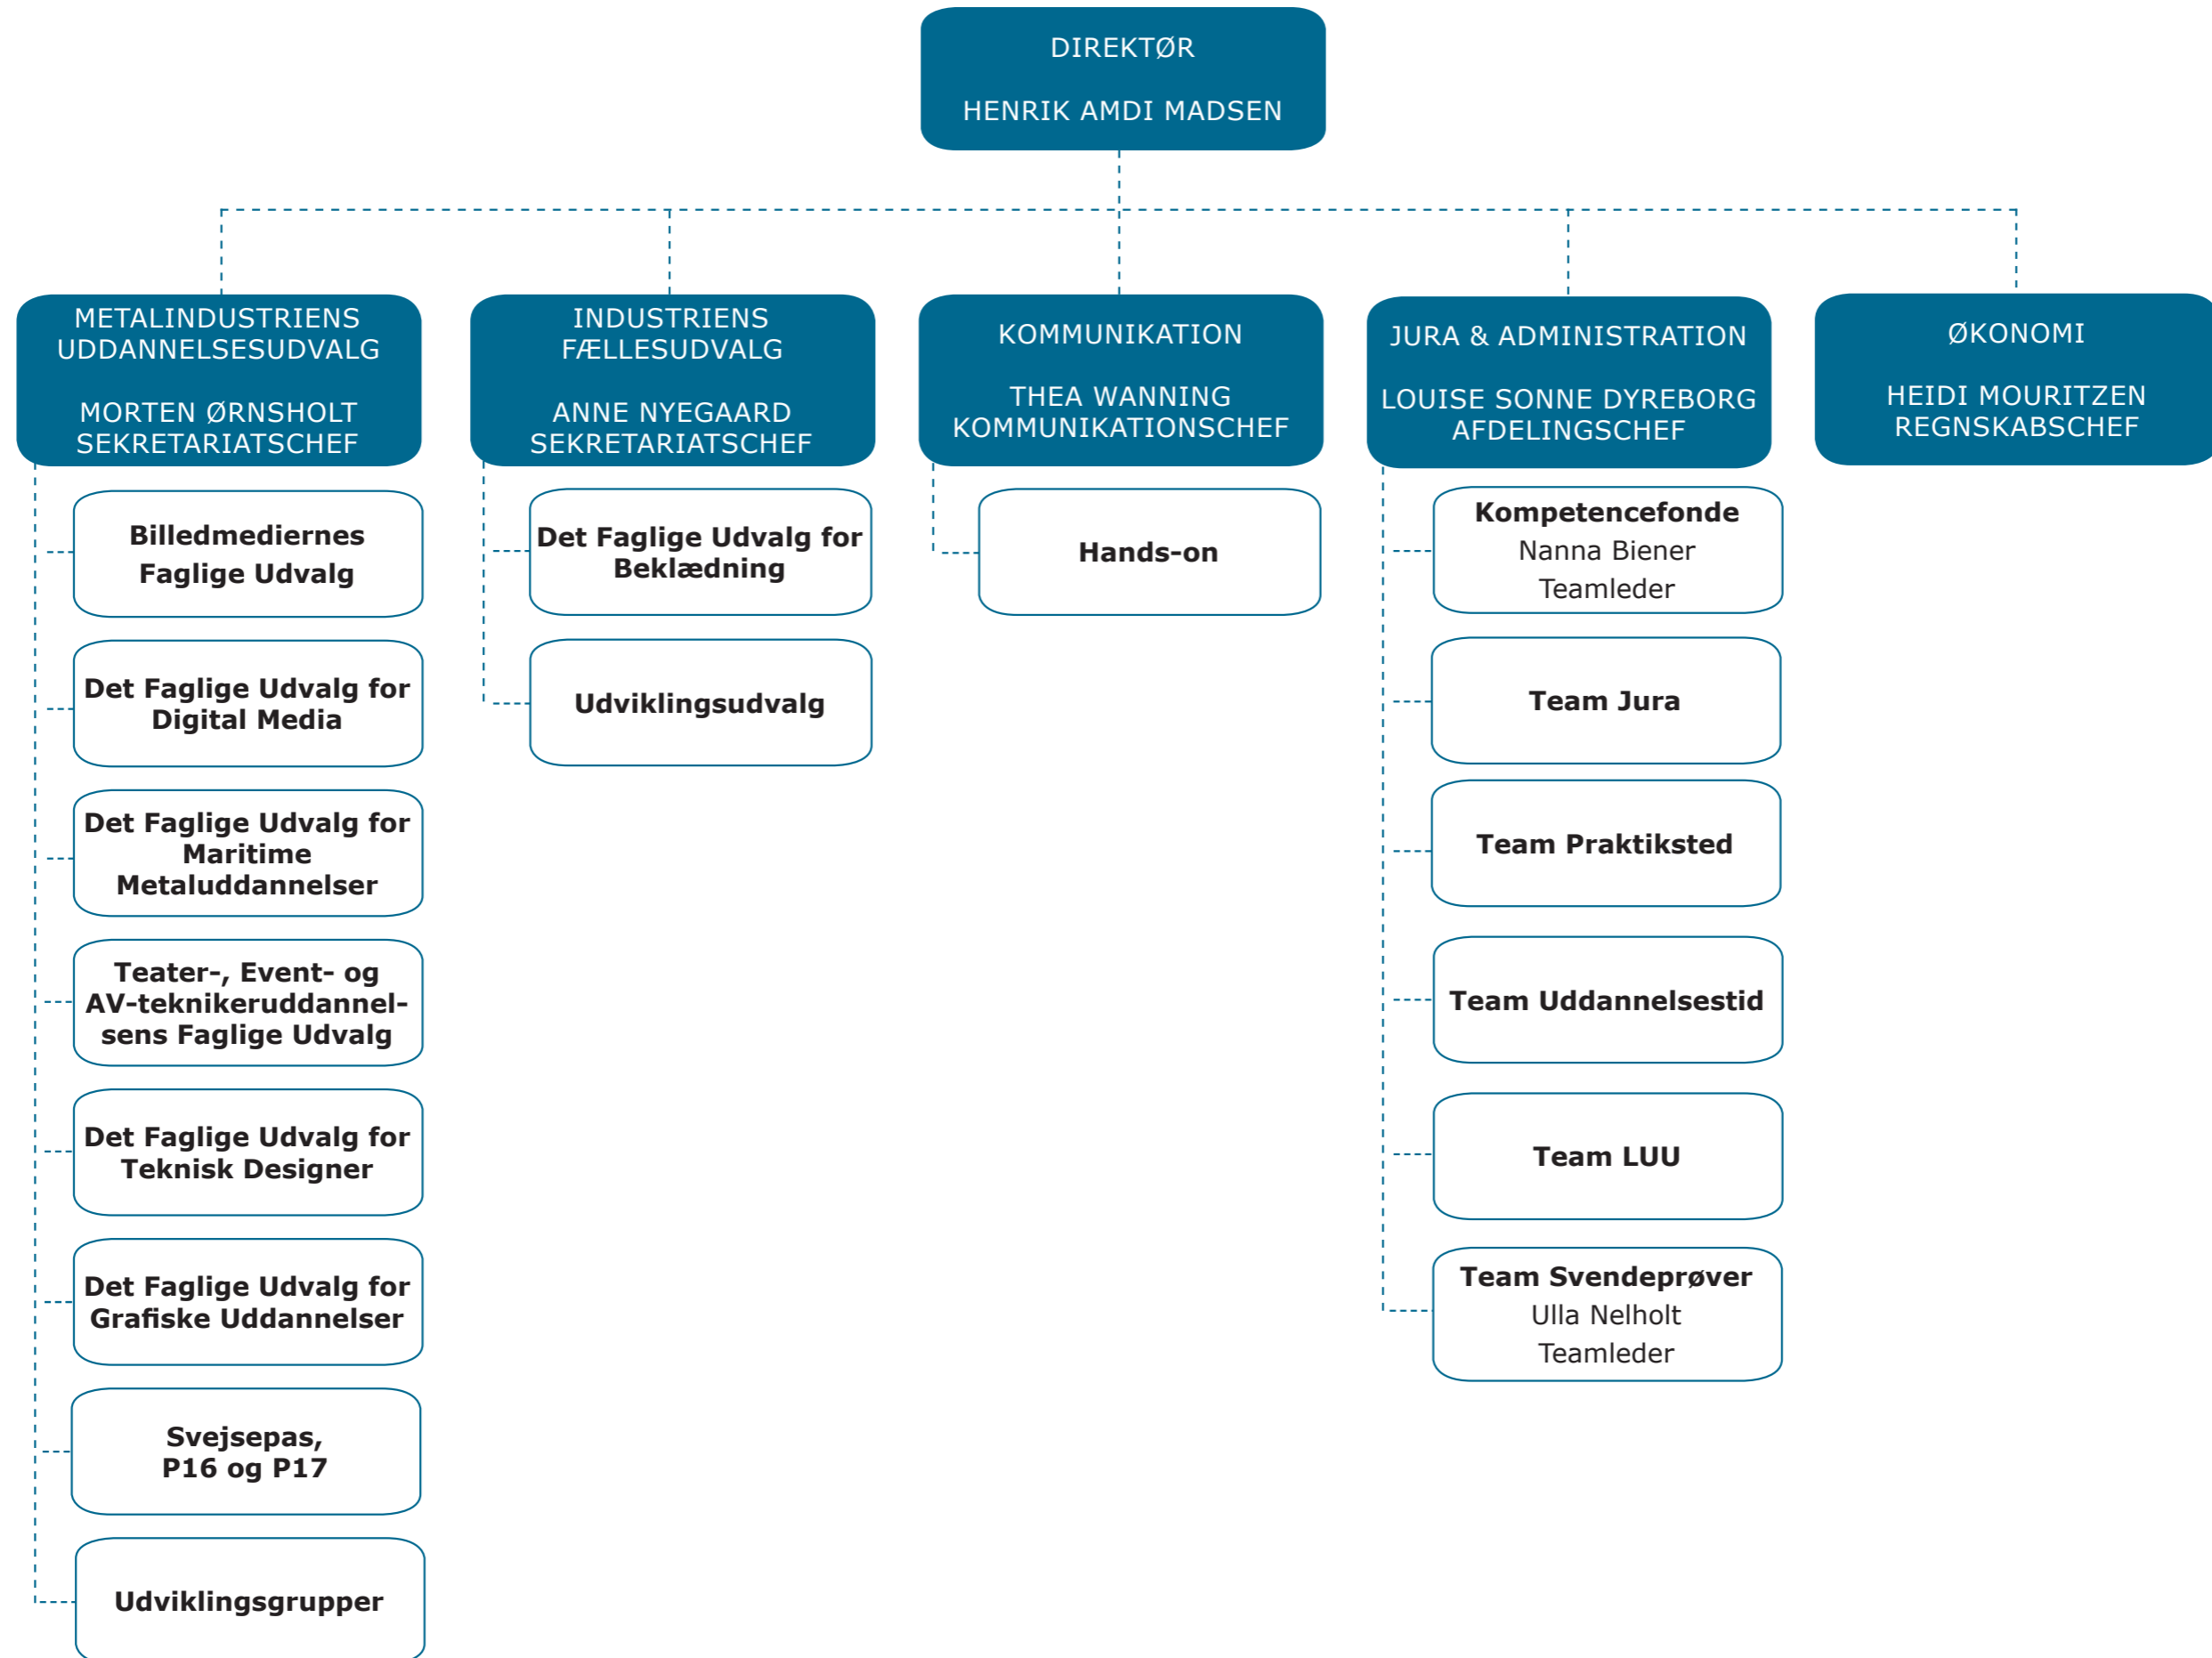 DIREKTØR
HENRIK AMDI MADSEN
METALINDUSTRIENS
UDDANNELSESUDVALG
MORTEN ØRNSHOLT
SEKRETARIATSCHEF
INDUSTRIENS
FÆLLESUDVALG
ANNE NYEGAARD
SEKRETARIATSCHEF
KOMMUNIKATION
THEA WANNING
KOMMUNIKATIONSCHEF
JURA & ADMINISTRATION
LOUISE SONNE DYREBORG
AFDELINGSCHEF
ØKONOMI
HEIDI MOURITZEN
REGNSKABSCHEF
Billedmediernes
Faglige Udvalg
Det Faglige Udvalg for
Digital Media
Det Faglige Udvalg for
Maritime
Metaluddannelser
Teater-, Event- og
AV-teknikeruddannel-
sens Faglige Udvalg
Det Faglige Udvalg for
Teknisk Designer
Det Faglige Udvalg for
Grafiske Uddannelser
Svejsepas,
P16 og P17
Udviklingsgrupper
Det Faglige Udvalg for
Beklædning
Udviklingsudvalg
Hands-on
Kompetencefonde
Nanna Biener
Teamleder
Team Jura
Team Praktiksted
Team Uddannelsestid
Team LUU
Team Svendeprøver
Ulla Nelholt
Teamleder